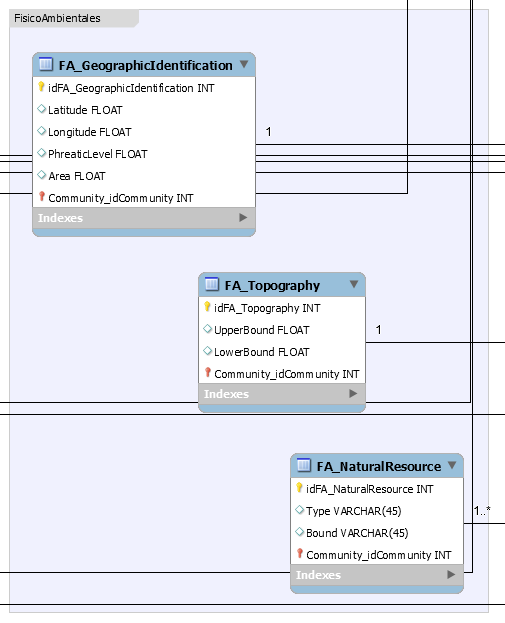 FisicoAmbientales
FA_GeographicIdentification
idFA_GeographicIdentification INT
Latitude FLOAT
Longitude FLOAT
1
PhreaticLevel FLOAT
Area FLOAT
Community_idCommunity INT
Indexes
FA_Topography
idFA_Topography INT
UpperBound FLOAT
1
LowerBound FLOAT
Community_idCommunity INT
Indexes
FA_NaturalResource
idFA_NaturalResource INT
Type VARCHAR(45)
1..*
Bound VARCHAR(45)
Community_idCommunity INT
Indexes